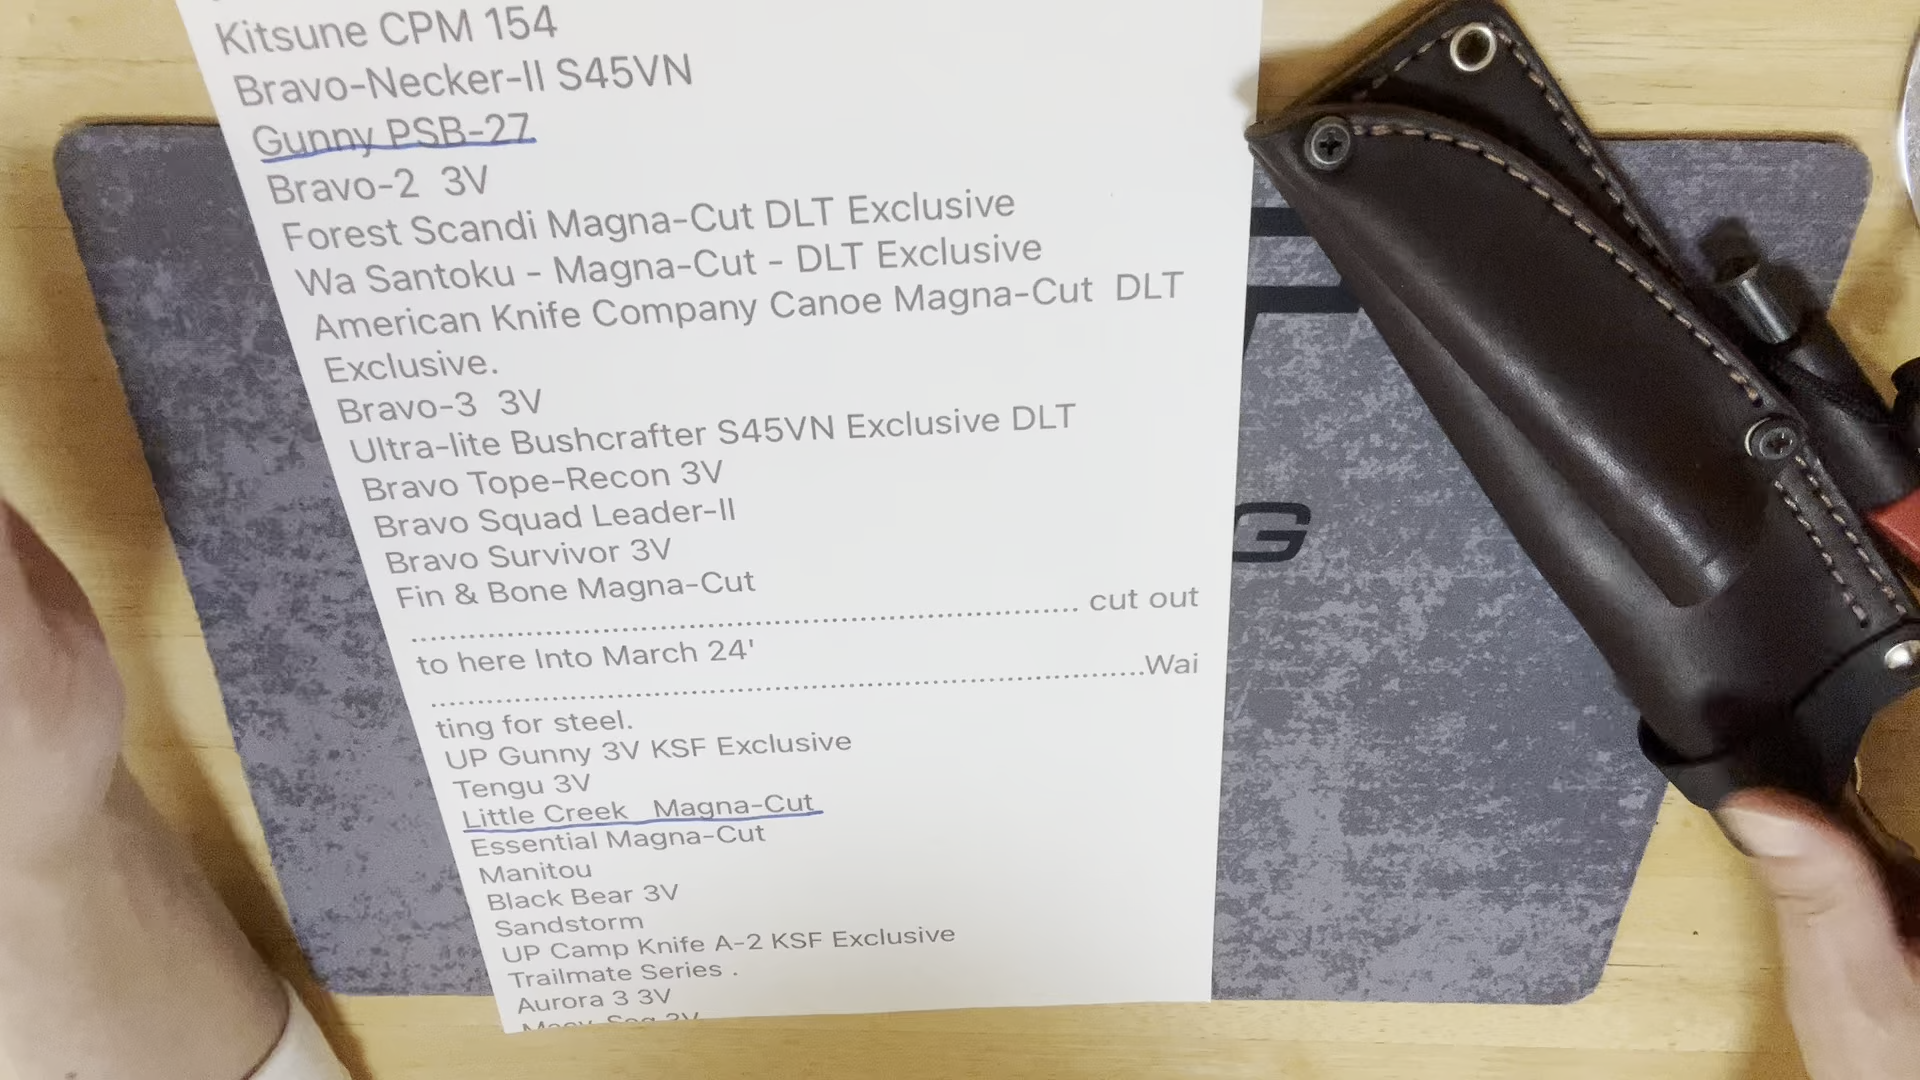 Kitsune CPM 154
Bravo-Necker-II S45VN
Gunny PSB-27
Bravo-2 3V
Forest Scandi Magna-Cut DLT Exclusive
Wa Santoku - Magna-Cut - DLT Exclusive
American Knife Company Canoe Magna-Cut DLT
Exclusive.
Bravo-3 3V
Ultra-lite Bushcrafter S45VN Exclusive DLT
Bravo Tope-Recon 3V
Bravo Squad Leader-II
Bravo Survivor 3V
Fin & Bone Magna-Cut
.................................................................. cut out
to here Into March 24'
.......................................................................Wai
ting for steel.
UP Gunny 3V KSF Exclusive
Tengu 3V
Little Creek Magna-Cut
Essential Magna-Cut
Manitou
Black Bear 3V
Sandstorm
UP Camp Knife A-2 KSF Exclusive
Trailmate Series .
Aurora 3 3V
G